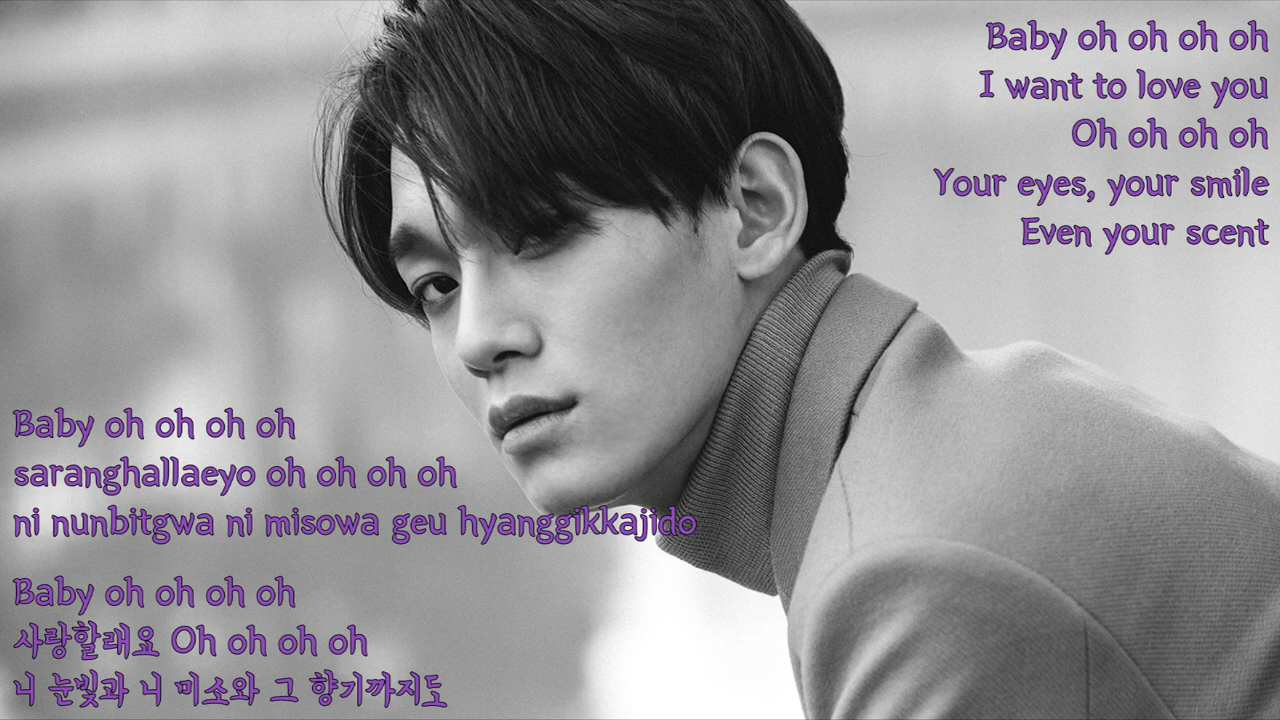 Baby oh oh oh oh
I want to love you
Oh oh oh oh
Your eyes, your smile
Even your scent
Baby oh oh oh oh
saranghallaeyo oh oh oh oh
ni nunbitgwa ni misowa geu hyanggikkajido
Baby oh oh oh oh
사랑할래요 Oh oh oh oh
니 눈빛과 니 미소와 그 향기까지도